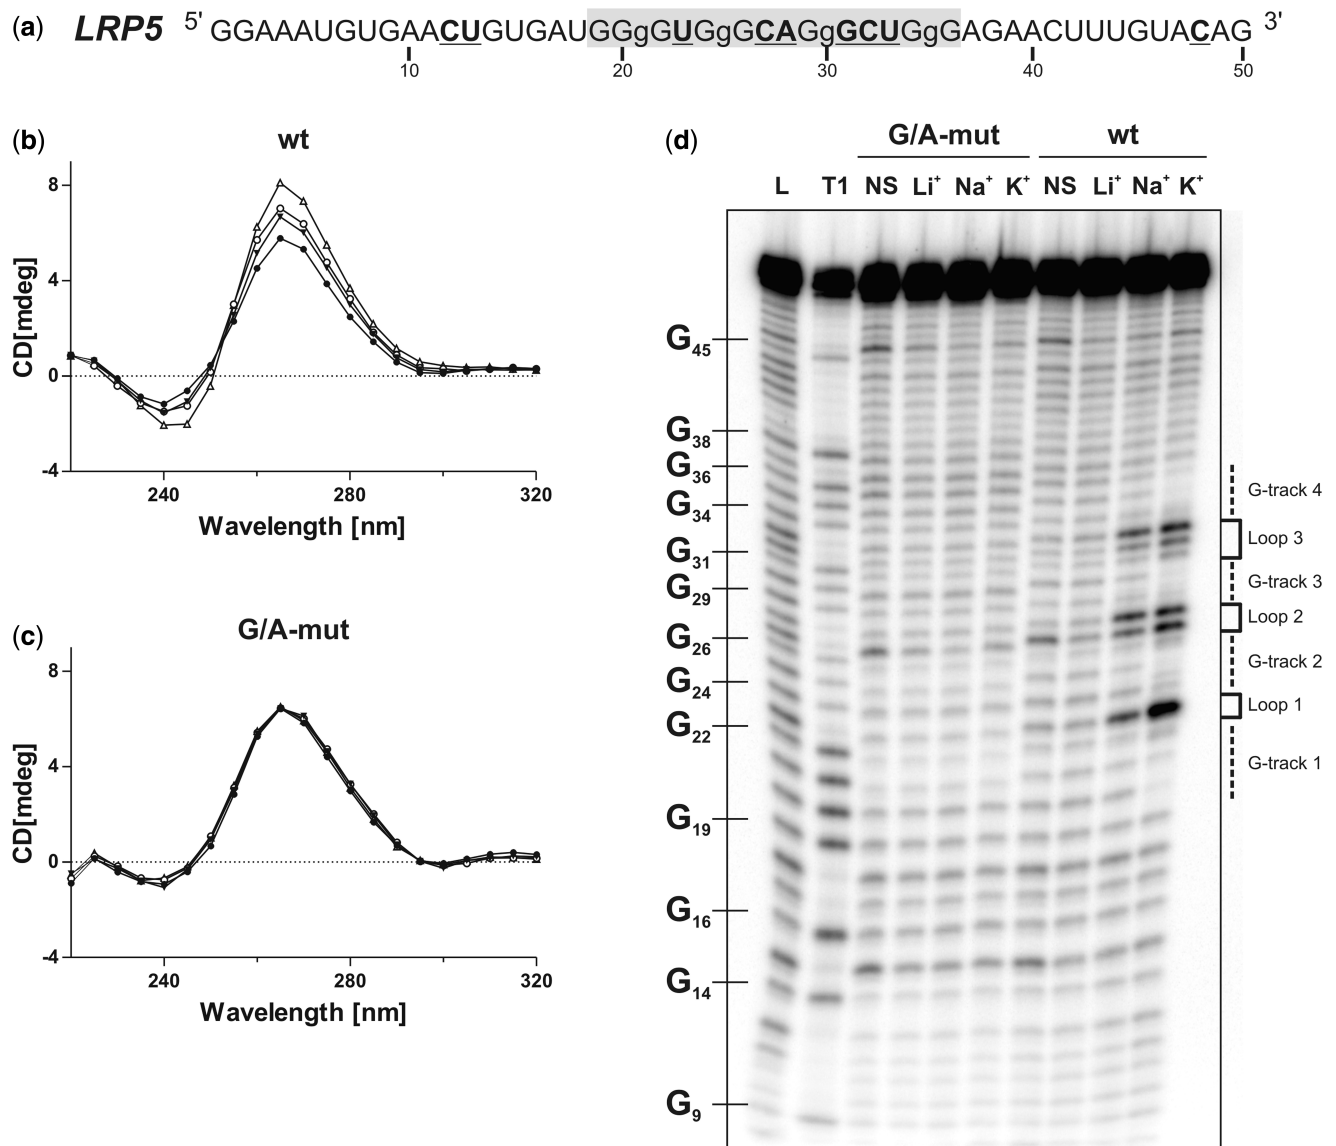 (a) LRP5 5' GGAAAUGUGAACUGUGAUGGgGUGgGCAGgGCUGgGAGAACUUUGUACAG 3'
10 20 30 40 50
(b) wt
8
4
0
-4
CD[mdeg]
240 280 320
Wavelength [nm]
(c) G/A-mut
8
4
0
-4
CD[mdeg]
240 280 320
Wavelength [nm]
(d) G/A-mut wt
L T1 NS Li+ Na+ K+ NS Li+ Na+ K+
G45
G38
G36
G34
G31
G29
G26
G24
G22
G19
G16
G14
G9
G-track 4
Loop 3
G-track 3
Loop 2
G-track 2
Loop 1
G-track 1